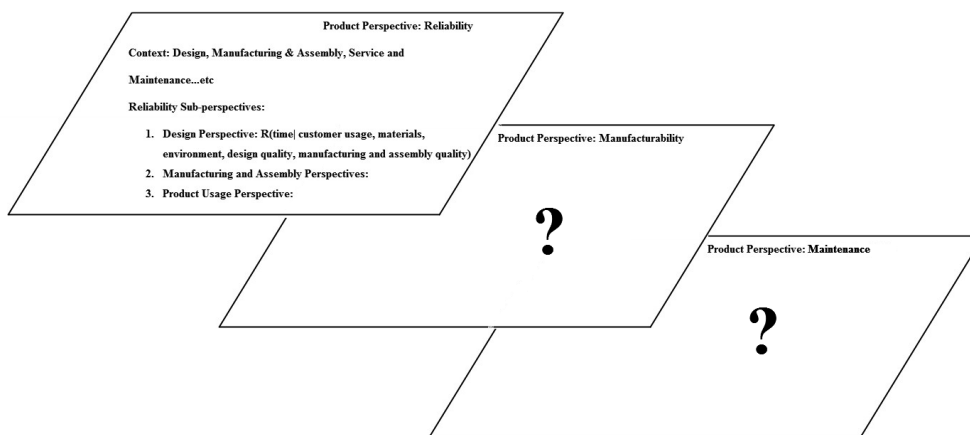 Product Perspective: Reliability
Context: Design, Manufacturing & Assembly, Service and
Maintenance...etc
Reliability Sub-perspectives:
1. Design Perspective: R(time| customer usage, materials,
environment, design quality, manufacturing and assembly quality)
2. Manufacturing and Assembly Perspectives:
3. Product Usage Perspective:
Product Perspective: Manufacturability
?
Product Perspective: Maintenance
?